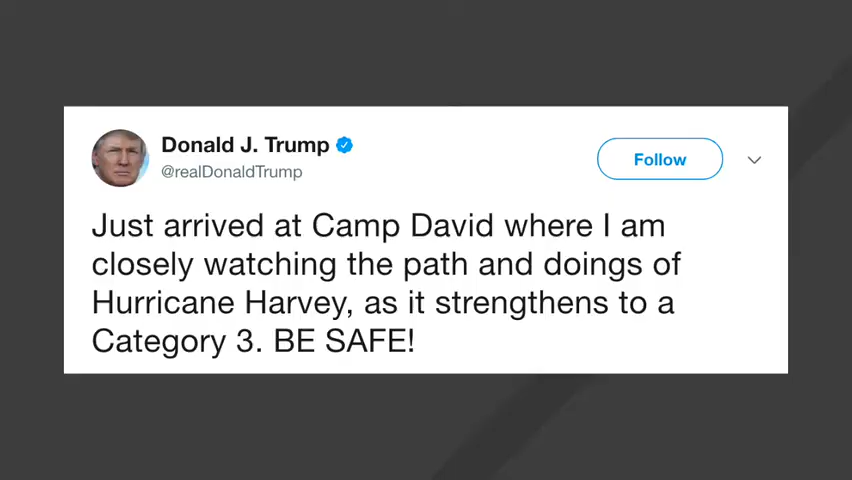 Donald J. Trump
@realDonaldTrump
Follow
Just arrived at Camp David where I am
closely watching the path and doings of
Hurricane Harvey, as it strengthens to a
Category 3. BE SAFE!